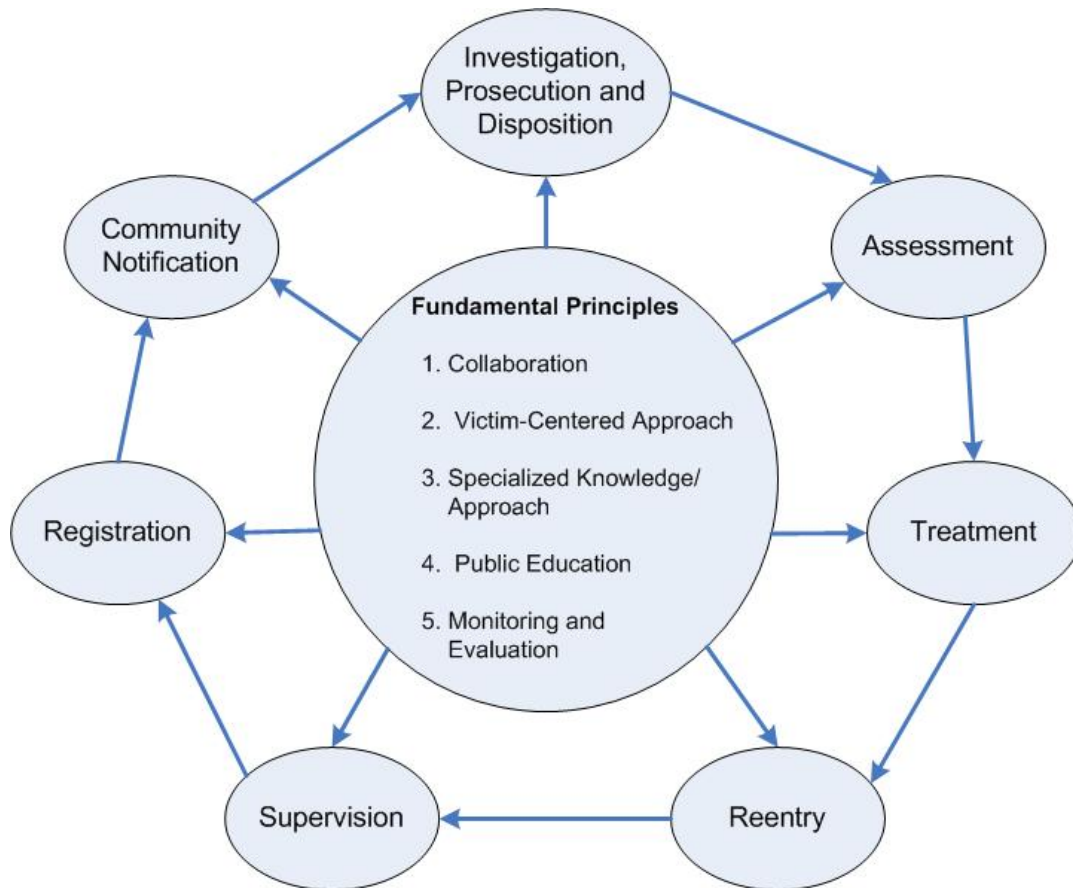 Investigation,
Prosecution and
Disposition
Community
Notification
Assessment
Fundamental Principles
1. Collaboration
2. Victim-Centered Approach
3. Specialized Knowledge/
Approach
4. Public Education
5. Monitoring and
Evaluation
Registration
Treatment
Supervision
Reentry